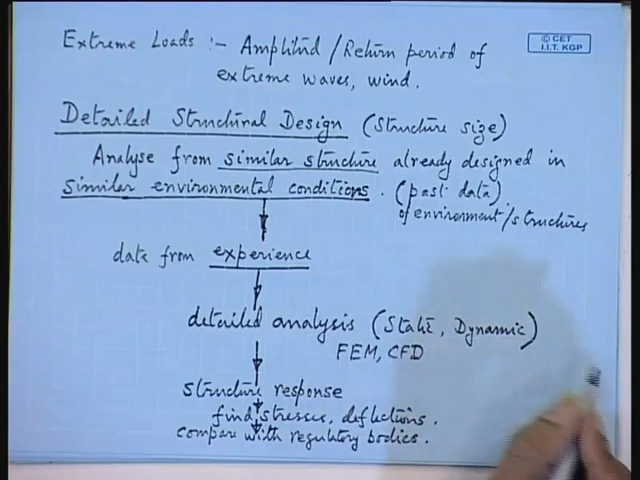 Extreme Loads :- Amplitud / Return period of
extreme waves, wind.
© CET
I.I.T. KGP
Detailed Structural Design (Structure size)
Analyse from similar structure already designed in
similar environmental conditions. (past data)
of environment/structures
data from experience
detailed analysis (Static, Dynamic)
FEM, CFD
structure response
find stresses, deflections.
compare with regulatory bodies.